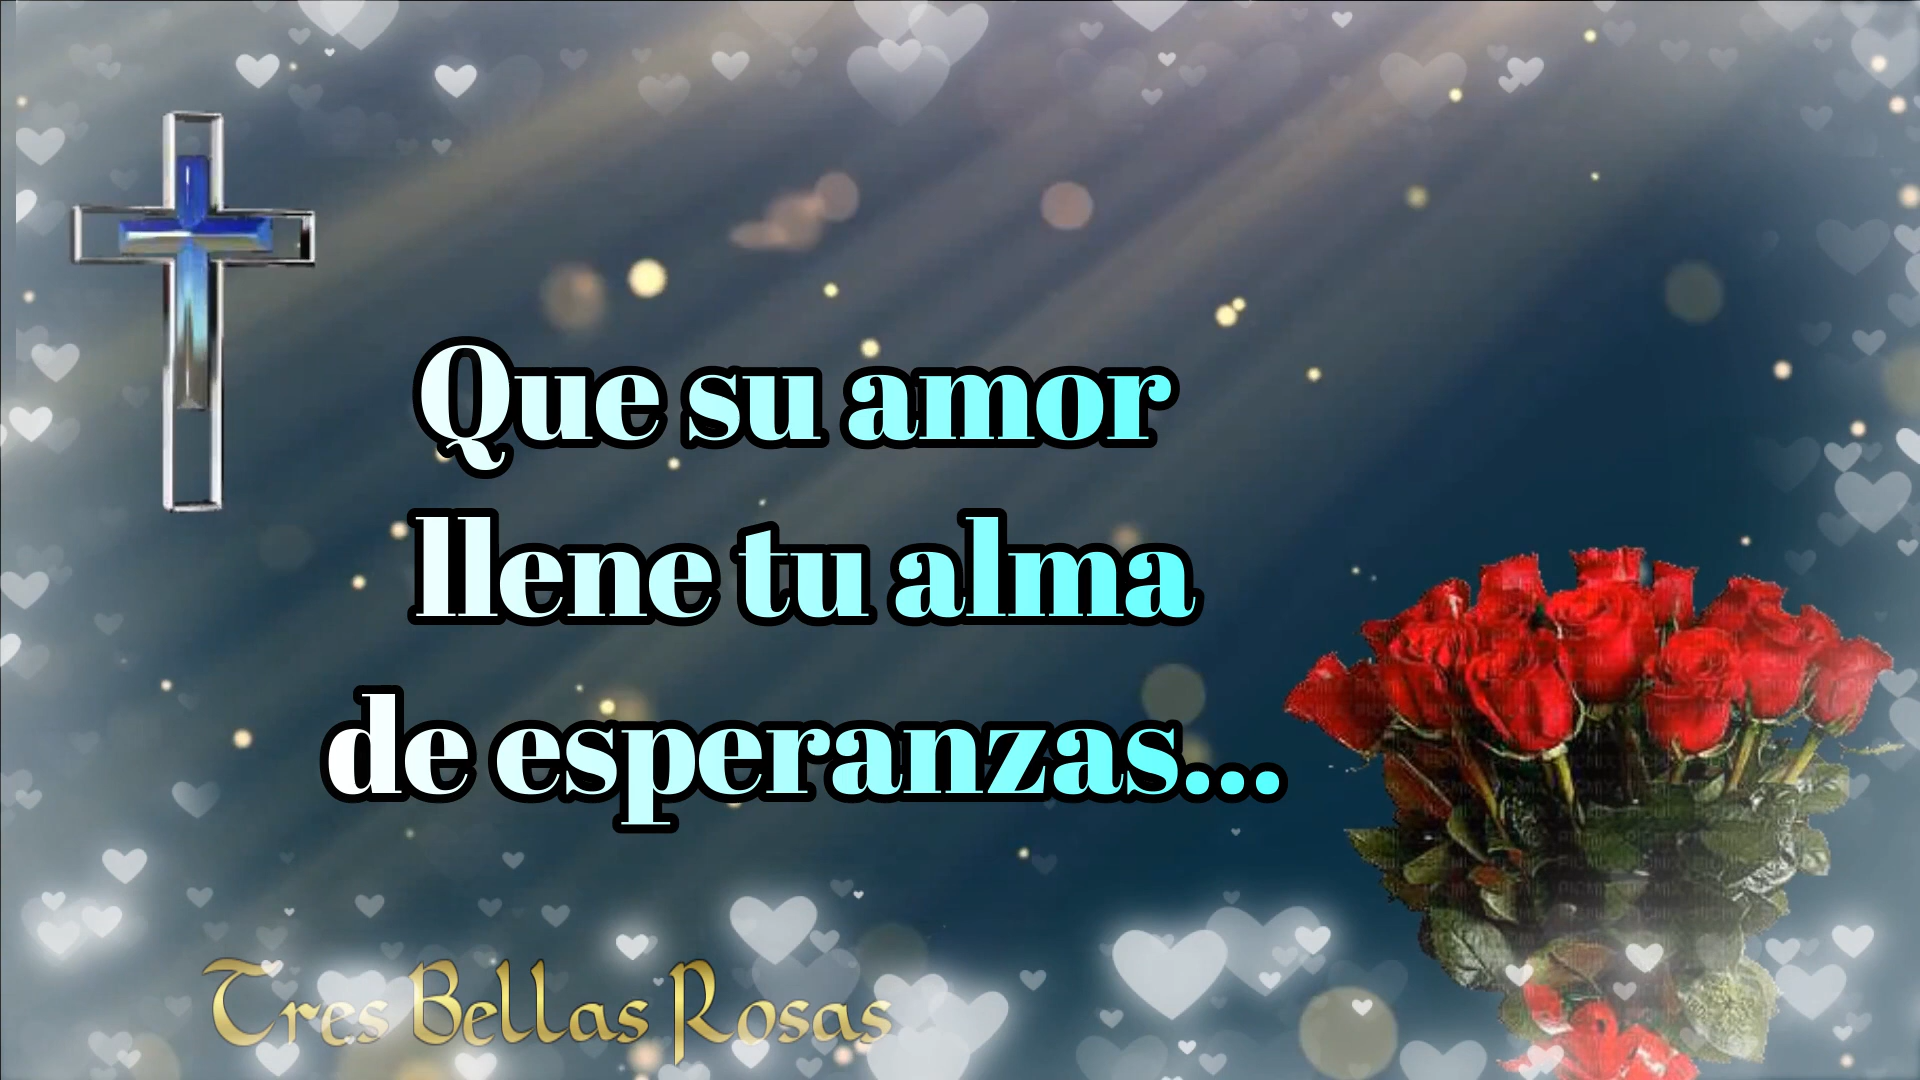 Que su amor
llene tu alma
de esperanzas...
Tres Bellas Rosas